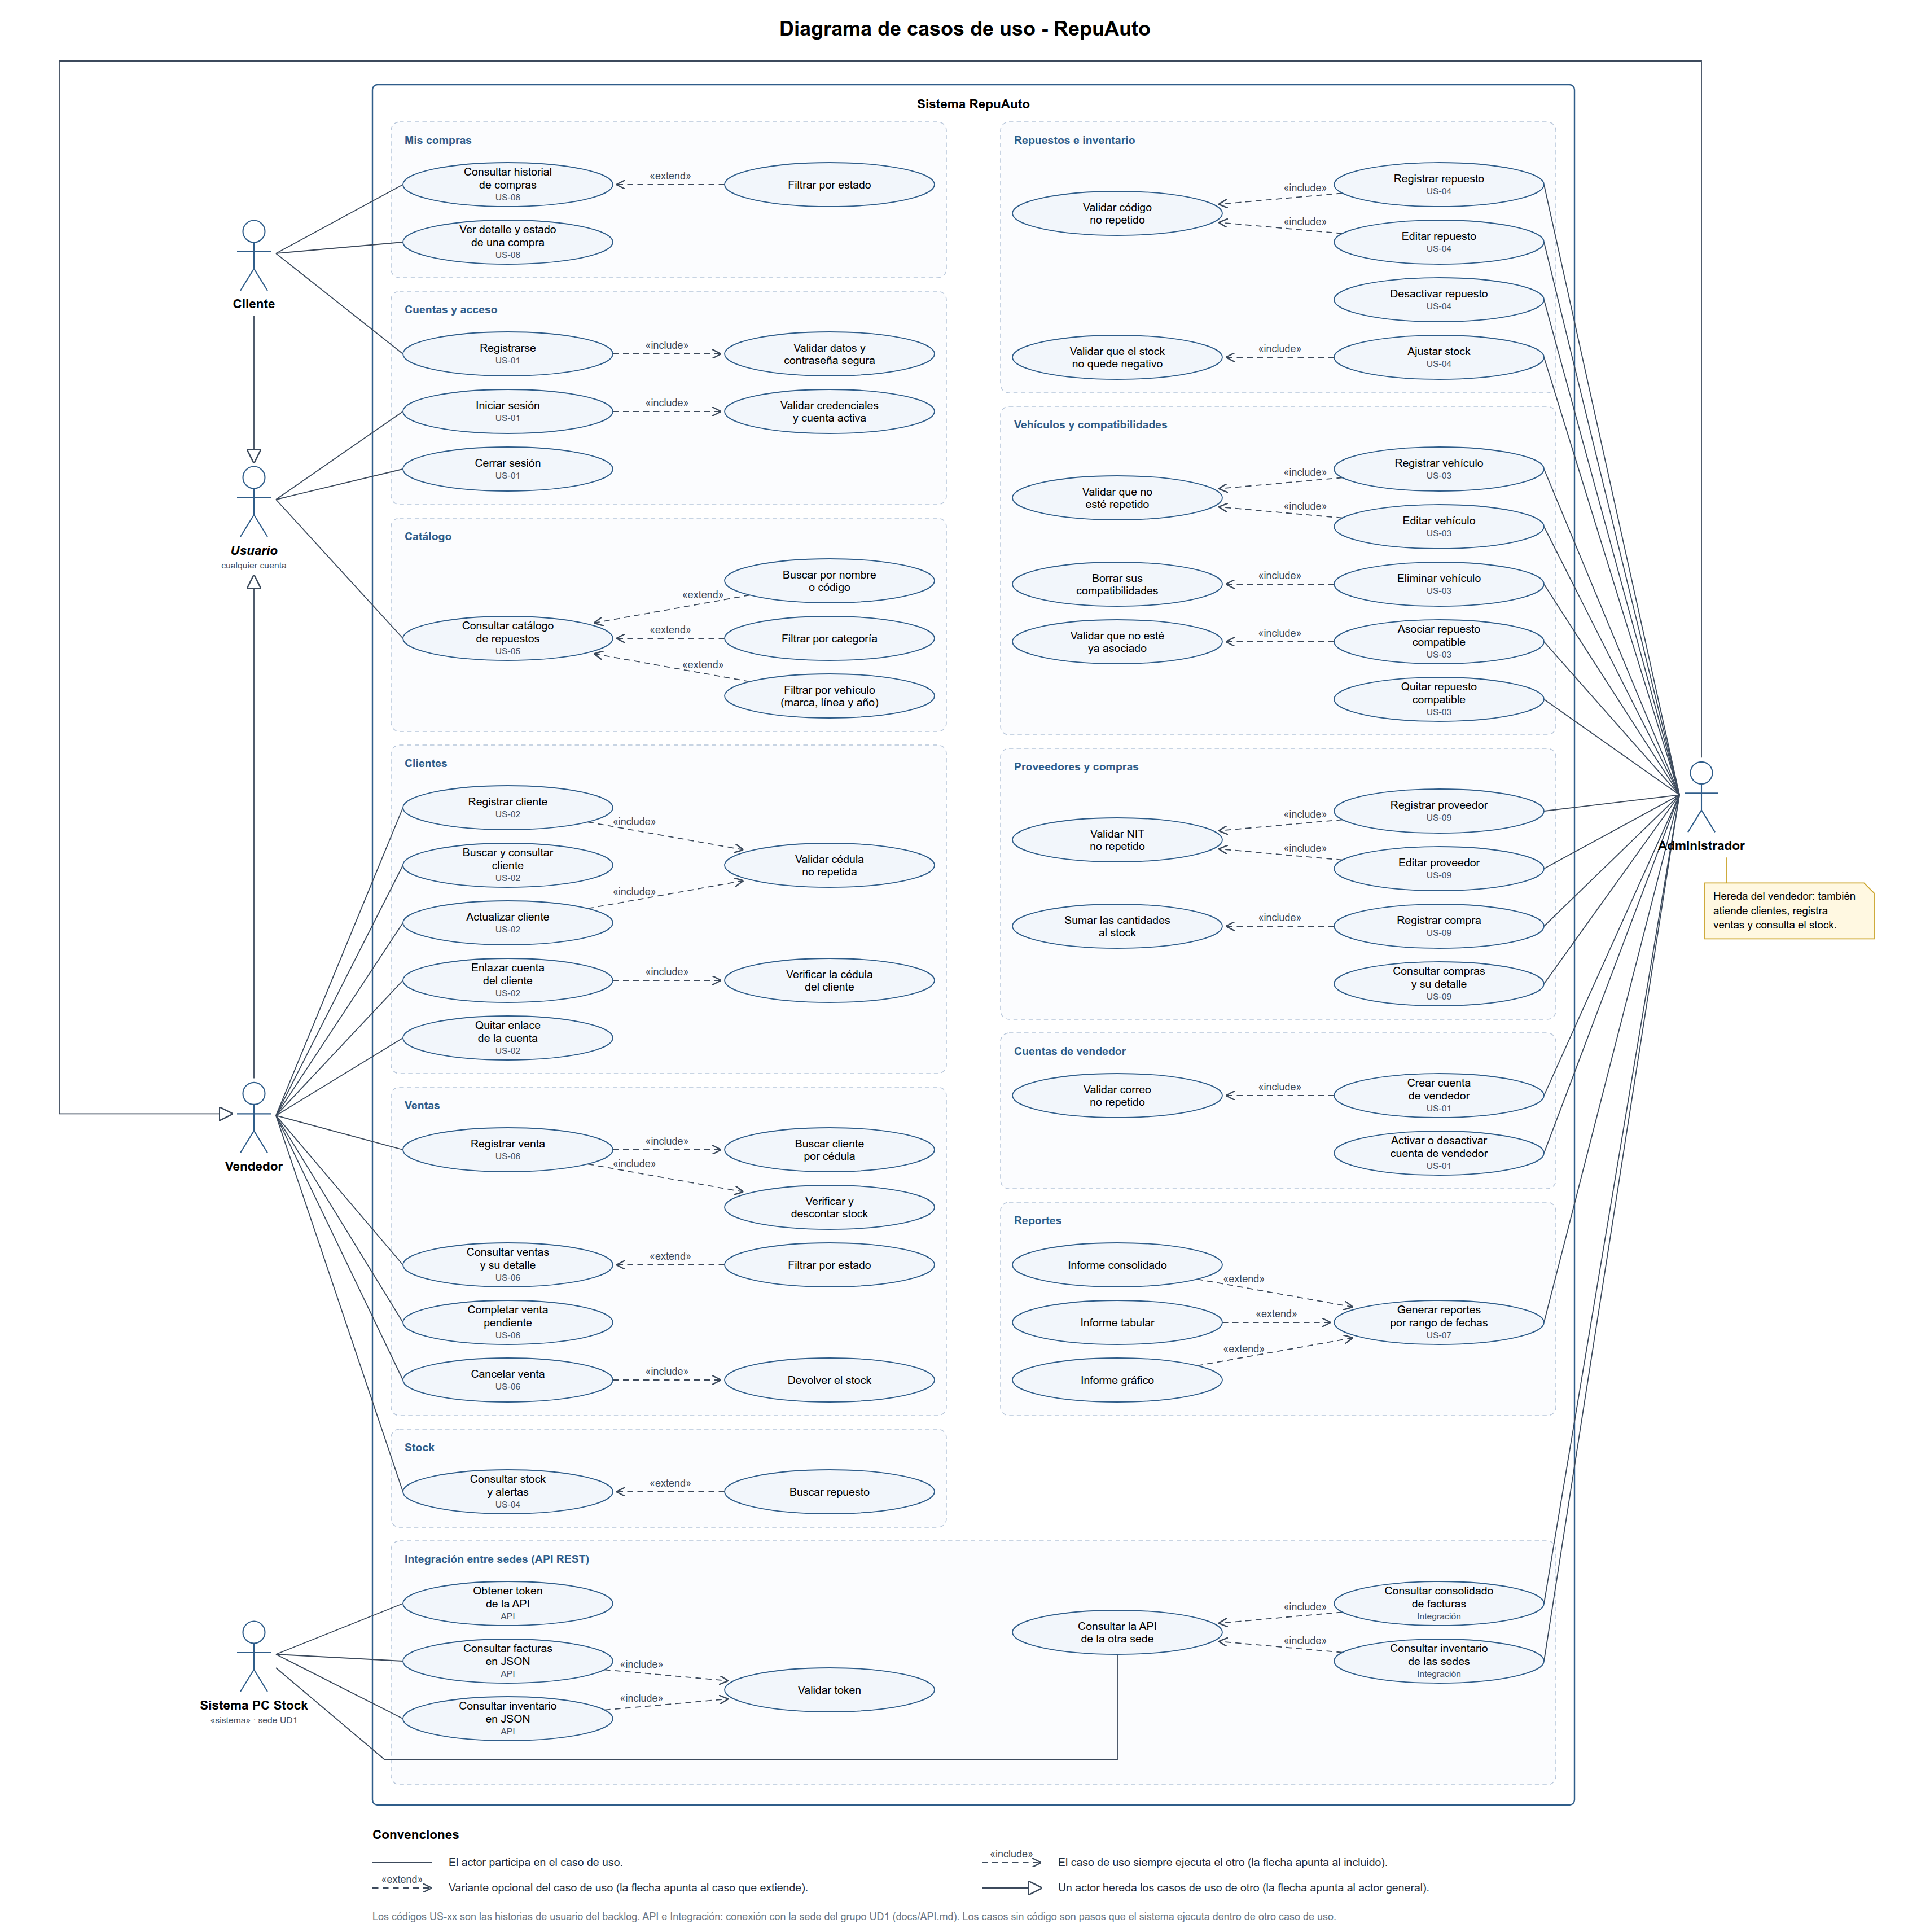 Diagrama de casos de uso - RepuAuto
Sistema RepuAuto
Mis compras
Consultar historial
de compras
US-08
«extend»
Filtrar por estado
Ver detalle y estado
de una compra
US-08
Cliente
Cuentas y acceso
Registrarse
US-01
«include»
Validar datos y
contraseña segura
Iniciar sesión
US-01
«include»
Validar credenciales
y cuenta activa
Cerrar sesión
US-01
Usuario
cualquier cuenta
Catálogo
Buscar por nombre
o código
«extend»
Consultar catálogo
de repuestos
US-05
«extend»
Filtrar por categoría
«extend»
Filtrar por vehículo
(marca, línea y año)
Clientes
Registrar cliente
US-02
«include»
Buscar y consultar
cliente
US-02
Validar cédula
no repetida
«include»
Actualizar cliente
US-02
Enlazar cuenta
del cliente
US-02
«include»
Verificar la cédula
del cliente
Quitar enlace
de la cuenta
US-02
Vendedor
Ventas
Registrar venta
US-06
«include»
Buscar cliente
por cédula
«include»
Verificar y
descontar stock
Consultar ventas
y su detalle
US-06
«extend»
Filtrar por estado
Completar venta
pendiente
US-06
Cancelar venta
US-06
«include»
Devolver el stock
Stock
Consultar stock
y alertas
US-04
«extend»
Buscar repuesto
Repuestos e inventario
Registrar repuesto
US-04
«include»
Validar código
no repetido
«include»
Editar repuesto
US-04
Desactivar repuesto
US-04
Validar que el stock
no quede negativo
«include»
Ajustar stock
US-04
Vehículos y compatibilidades
Registrar vehículo
US-03
«include»
Validar que no
esté repetido
«include»
Editar vehículo
US-03
Borrar sus
compatibilidades
«include»
Eliminar vehículo
US-03
Validar que no esté
ya asociado
«include»
Asociar repuesto
compatible
US-03
Quitar repuesto
compatible
US-03
Proveedores y compras
Registrar proveedor
US-09
«include»
Validar NIT
no repetido
«include»
Editar proveedor
US-09
Sumar las cantidades
al stock
«include»
Registrar compra
US-09
Consultar compras
y su detalle
US-09
Administrador
Hereda del vendedor: también
atiende clientes, registra
ventas y consulta el stock.
Cuentas de vendedor
Validar correo
no repetido
«include»
Crear cuenta
de vendedor
US-01
Activar o desactivar
cuenta de vendedor
US-01
Reportes
Informe consolidado
«extend»
Informe tabular
«extend»
Generar reportes
por rango de fechas
US-07
«extend»
Informe gráfico
Integración entre sedes (API REST)
Obtener token
de la API
API
Consultar facturas
en JSON
API
«include»
Validar token
«include»
Consultar inventario
en JSON
API
Sistema PC Stock
«sistema» · sede UD1
Consultar la API
de la otra sede
«include»
Consultar consolidado
de facturas
Integración
«include»
Consultar inventario
de las sedes
Integración
Convenciones
El actor participa en el caso de uso.
«include»
El caso de uso siempre ejecuta el otro (la flecha apunta al incluido).
«extend»
Variante opcional del caso de uso (la flecha apunta al caso que extiende).
Un actor hereda los casos de uso de otro (la flecha apunta al actor general).
Los códigos US-xx son las historias de usuario del backlog. API e Integración: conexión con la sede del grupo UD1 (docs/API.md). Los casos sin código son pasos que el sistema ejecuta dentro de otro caso de uso.